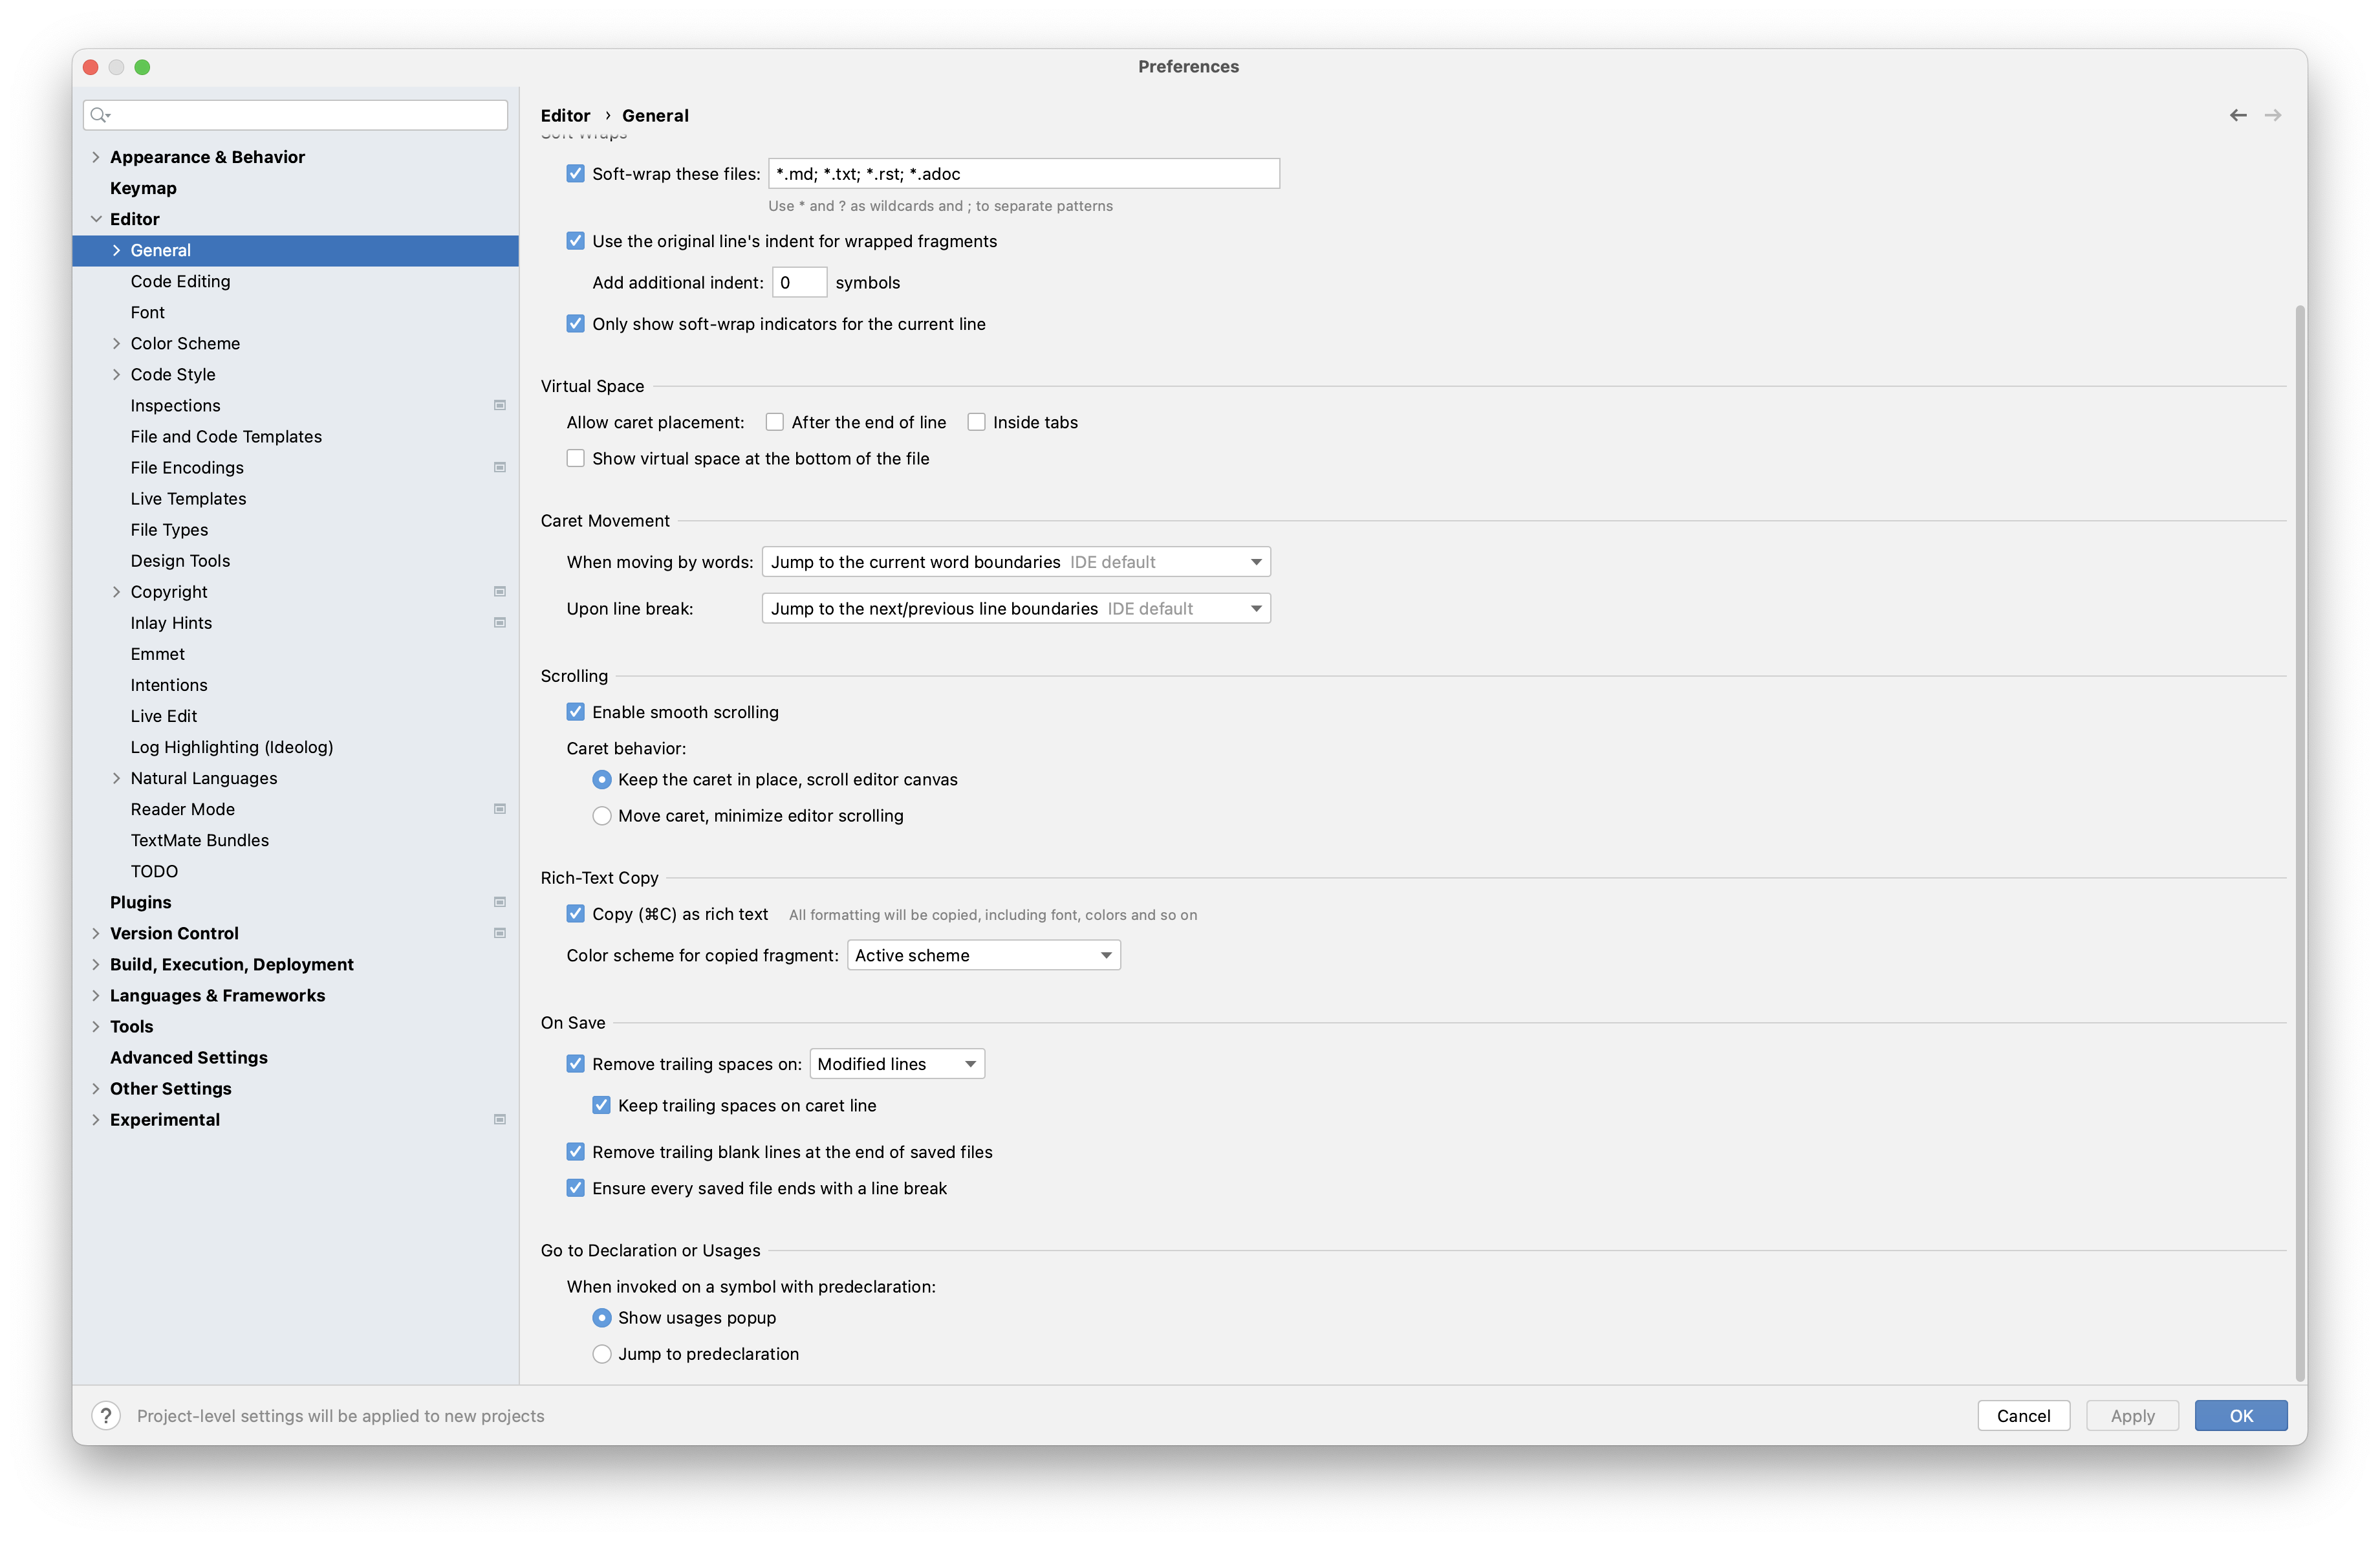 Preferences
Appearance & Behavior
Keymap
Editor
General
Code Editing
Font
Color Scheme
Code Style
Inspections
File and Code Templates
File Encodings
Live Templates
File Types
Design Tools
Copyright
Inlay Hints
Emmet
Intentions
Live Edit
Log Highlighting (Ideolog)
Natural Languages
Reader Mode
TextMate Bundles
TODO
Plugins
Version Control
Build, Execution, Deployment
Languages & Frameworks
Tools
Advanced Settings
Other Settings
Experimental
Editor › General
Soft Wraps
Soft-wrap these files: *.md; *.txt; *.rst; *.adoc
Use * and ? as wildcards and ; to separate patterns
Use the original line's indent for wrapped fragments
Add additional indent: 0 symbols
Only show soft-wrap indicators for the current line
Virtual Space
Allow caret placement: After the end of line Inside tabs
Show virtual space at the bottom of the file
Caret Movement
When moving by words: Jump to the current word boundaries IDE default
Upon line break: Jump to the next/previous line boundaries IDE default
Scrolling
Enable smooth scrolling
Caret behavior:
Keep the caret in place, scroll editor canvas
Move caret, minimize editor scrolling
Rich-Text Copy
Copy (⌘C) as rich text All formatting will be copied, including font, colors and so on
Color scheme for copied fragment: Active scheme
On Save
Remove trailing spaces on: Modified lines
Keep trailing spaces on caret line
Remove trailing blank lines at the end of saved files
Ensure every saved file ends with a line break
Go to Declaration or Usages
When invoked on a symbol with predeclaration:
Show usages popup
Jump to predeclaration
? Project-level settings will be applied to new projects
Cancel Apply OK